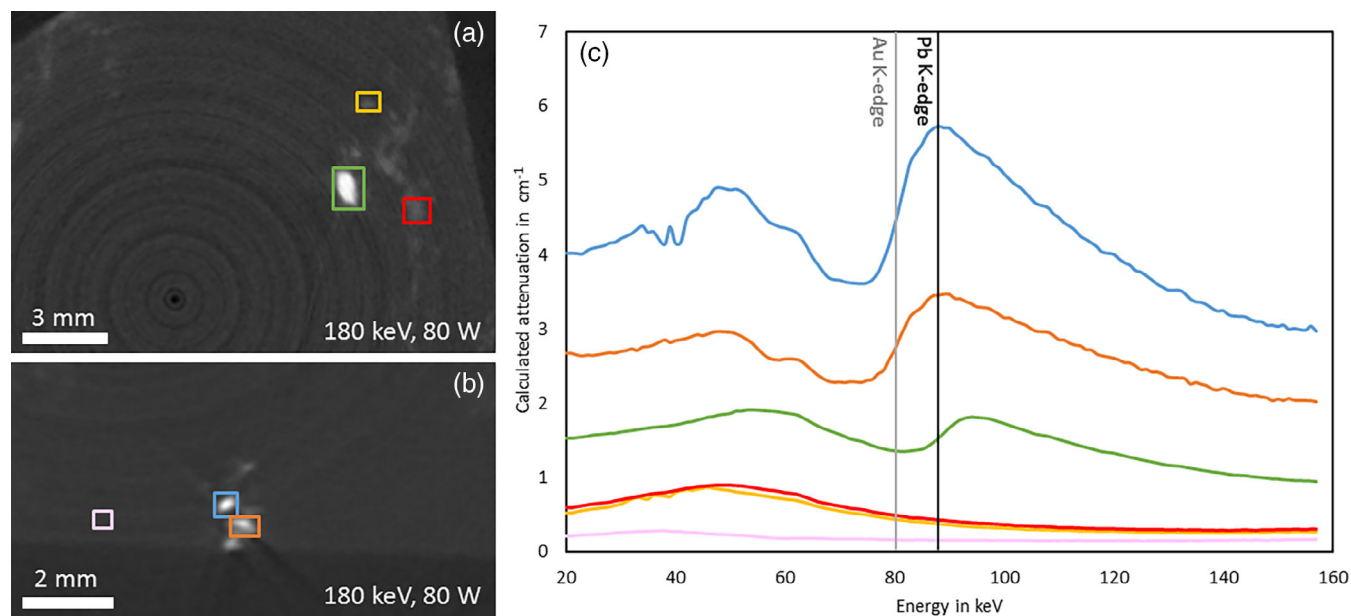 (a)
3 mm
180 keV, 80 W
(b)
2 mm
180 keV, 80 W
(c)
Au K-edge
Pb K-edge
Calculated attenuation in cm⁻¹
7
6
5
4
3
2
1
0
20
40
60
80
100
120
140
160
Energy in keV